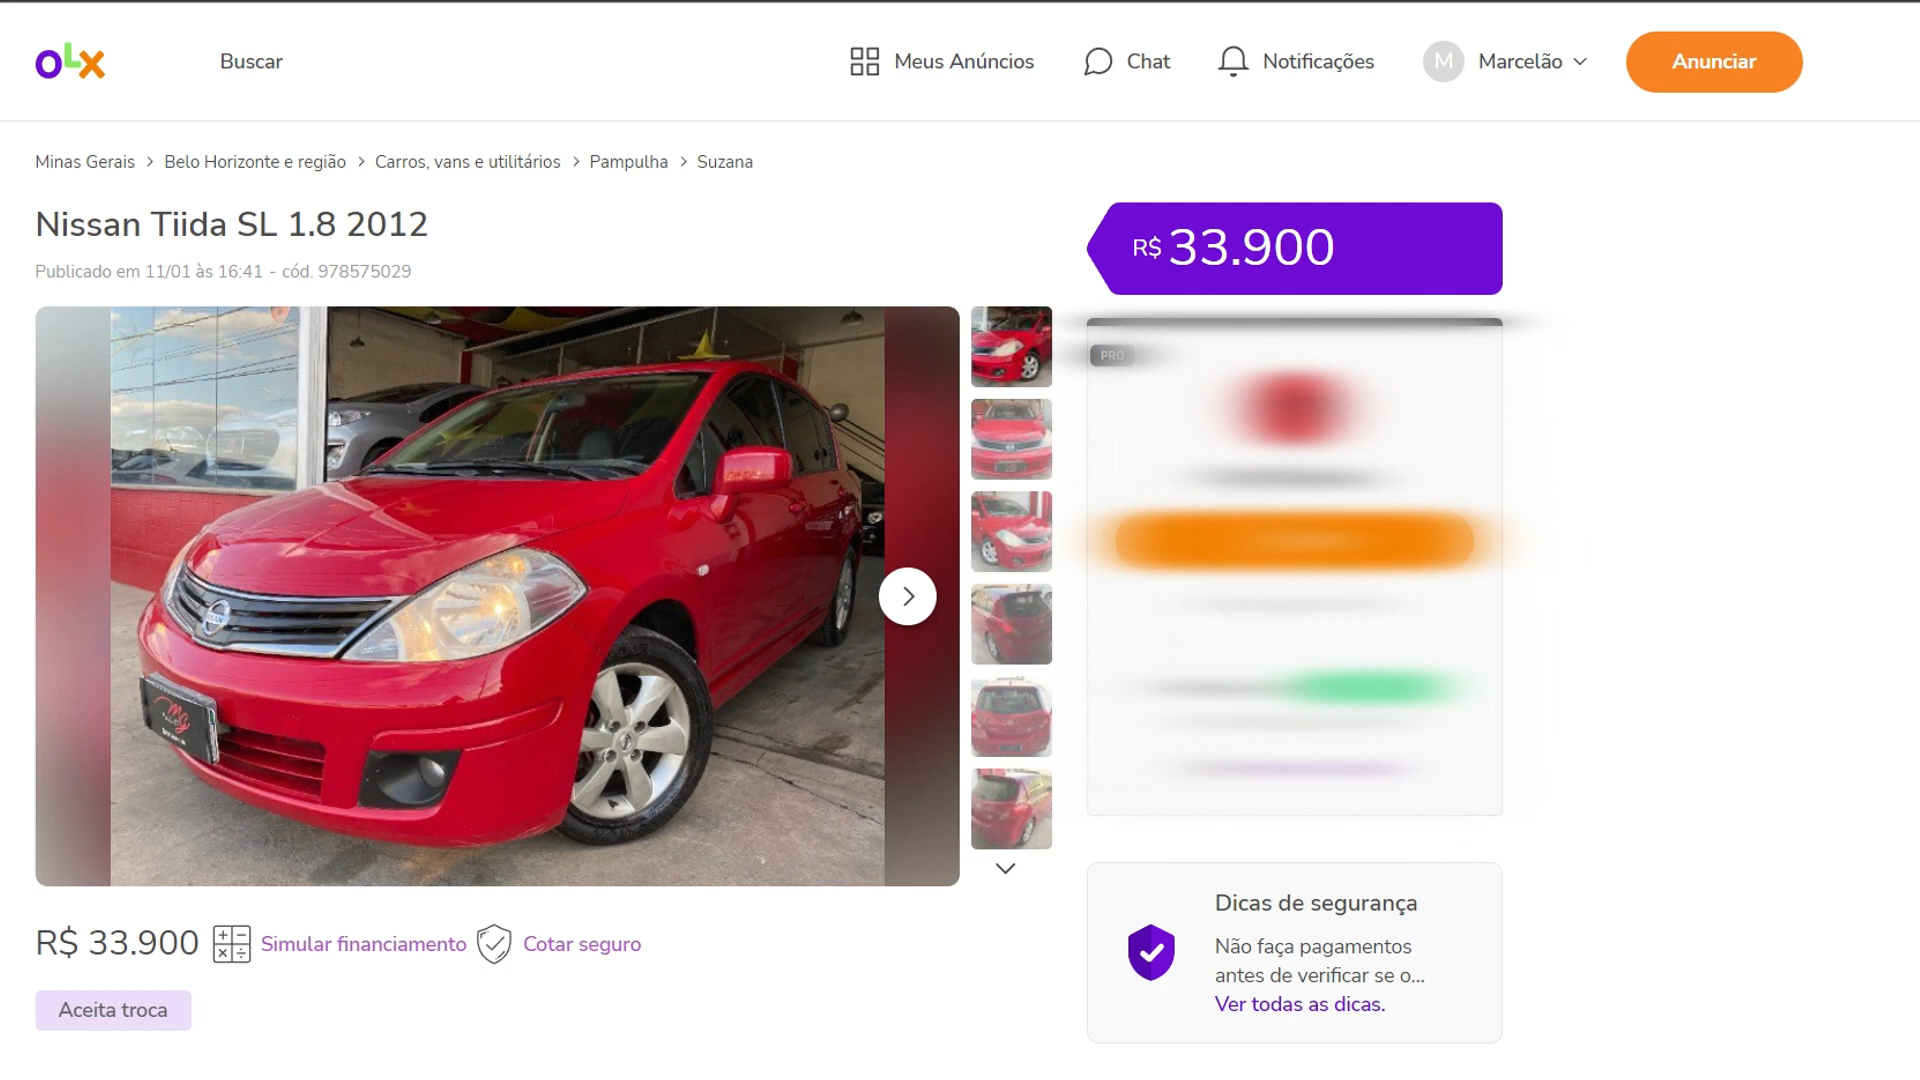 OLX
Buscar
Meus Anúncios
Chat
Notificações
M
Marcelão
Anunciar
Minas Gerais > Belo Horizonte e região > Carros, vans e utilitários > Pampulha > Suzana
Nissan Tiida SL 1.8 2012
Publicado em 11/01 às 16:41 - cód. 978575029
R$ 33.900
PRO
R$ 33.900
Simular financiamento
Cotar seguro
Aceita troca
Dicas de segurança
Não faça pagamentos
antes de verificar se o...
Ver todas as dicas.